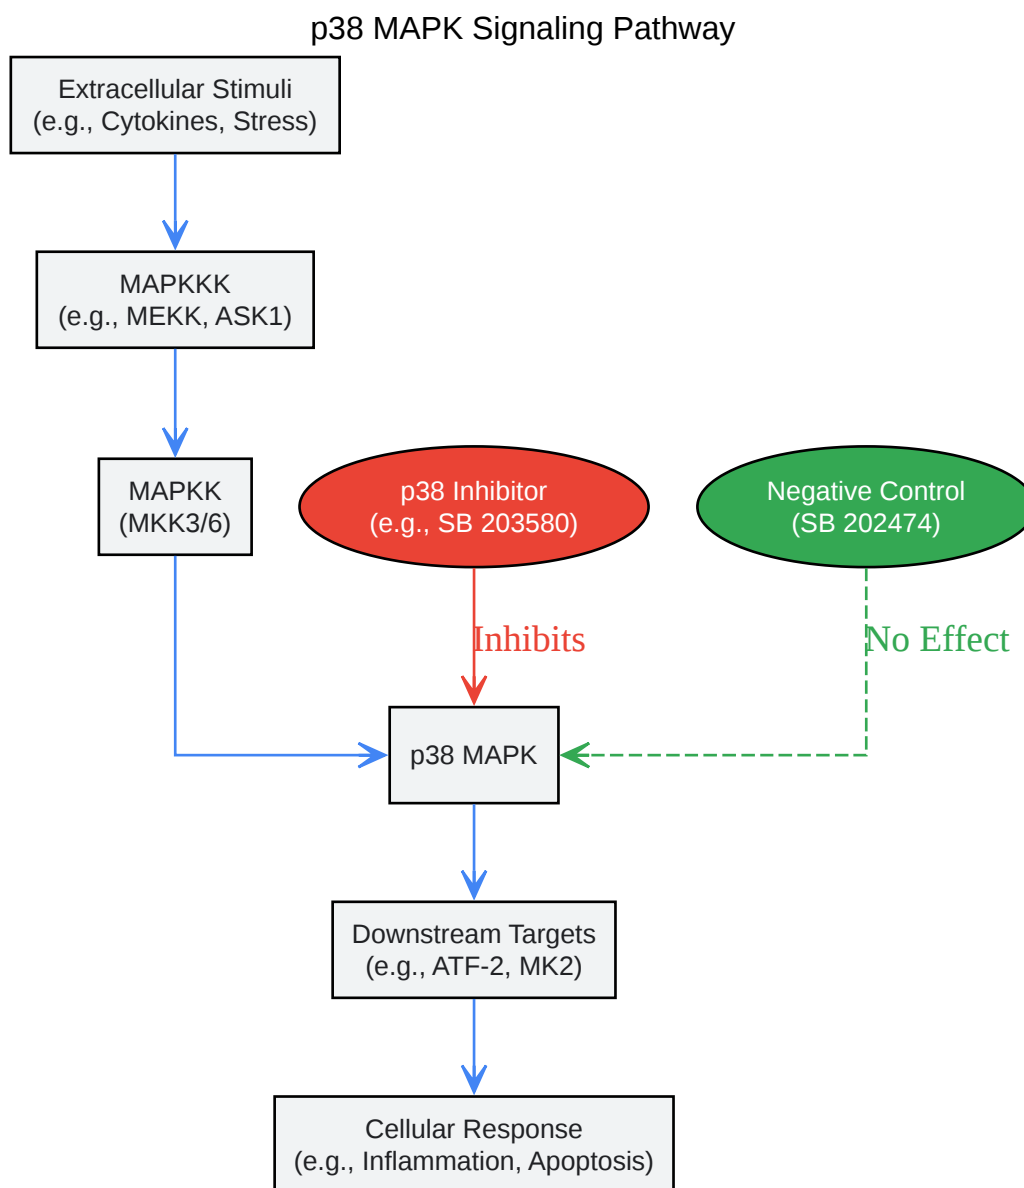 p38 MAPK Signaling Pathway
Extracellular Stimuli
(e.g., Cytokines, Stress)
MAPKKK
(e.g., MEKK, ASK1)
MAPKK
(MKK3/6)
p38 Inhibitor
(e.g., SB 203580)
Negative Control
(SB 202474)
Inhibits
No Effect
p38 MAPK
Downstream Targets
(e.g., ATF-2, MK2)
Cellular Response
(e.g., Inflammation, Apoptosis)